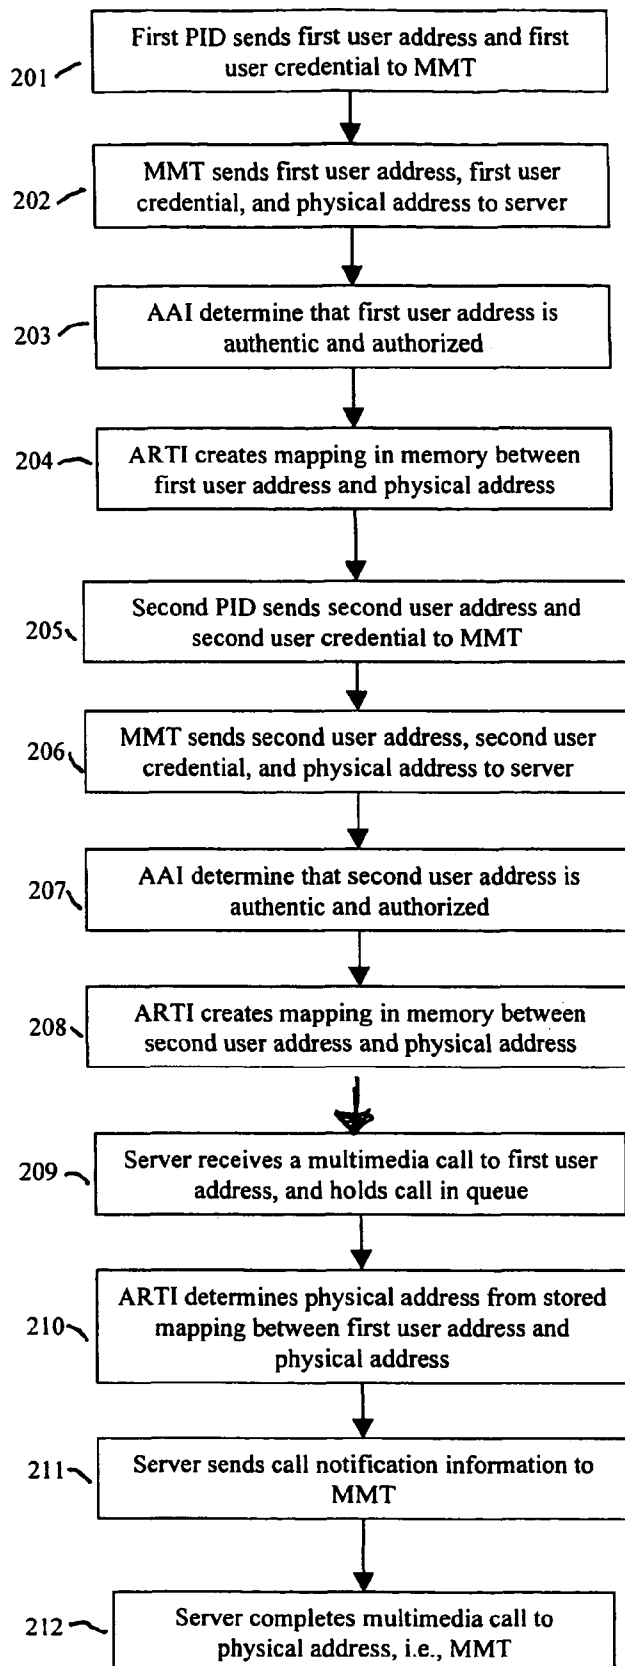 201
First PID sends first user address and first
user credential to MMT
202
MMT sends first user address, first user
credential, and physical address to server
203
AAI determine that first user address is
authentic and authorized
204
ARTI creates mapping in memory between
first user address and physical address
205
Second PID sends second user address and
second user credential to MMT
206
MMT sends second user address, second user
credential, and physical address to server
207
AAI determine that second user address is
authentic and authorized
208
ARTI creates mapping in memory between
second user address and physical address
209
Server receives a multimedia call to first user
address, and holds call in queue
210
ARTI determines physical address from stored
mapping between first user address and
physical address
211
Server sends call notification information to
MMT
212
Server completes multimedia call to
physical address, i.e., MMT